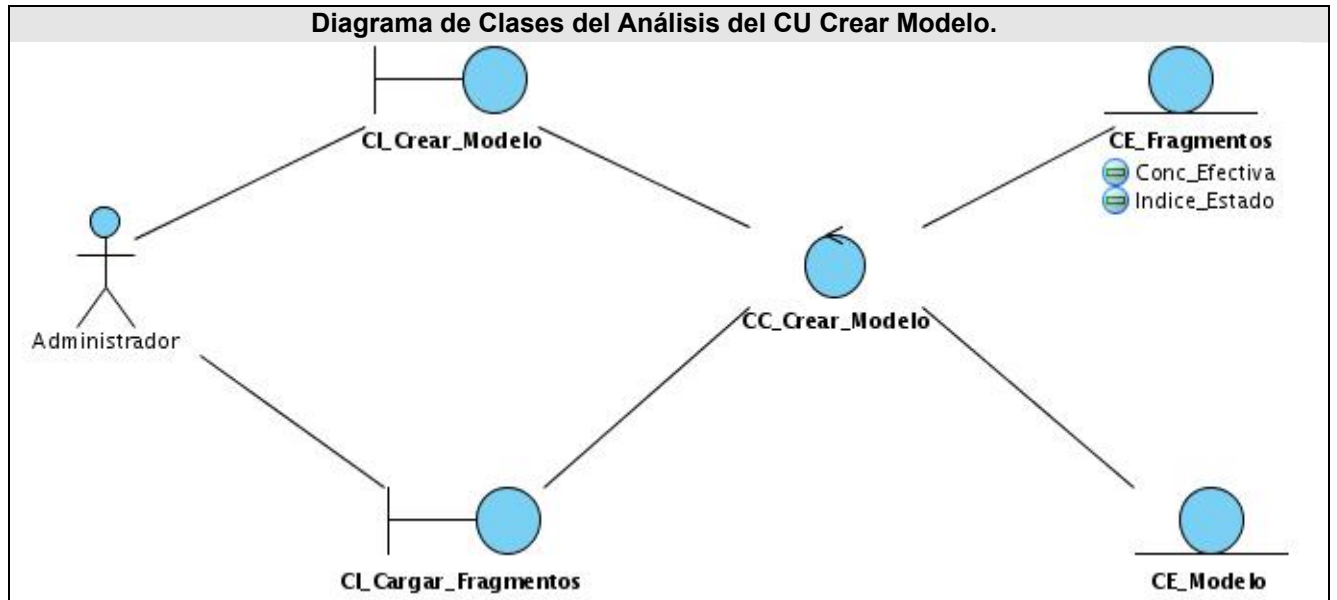 Diagrama de Clases del Análisis del CU Crear Modelo.
CI_Crear_Modelo
CE_Fragmentos
Conc_Efectiva
Indice_Estado
Administrador
CC_Crear_Modelo
CI_Cargar_Fragmentos
CE_Modelo